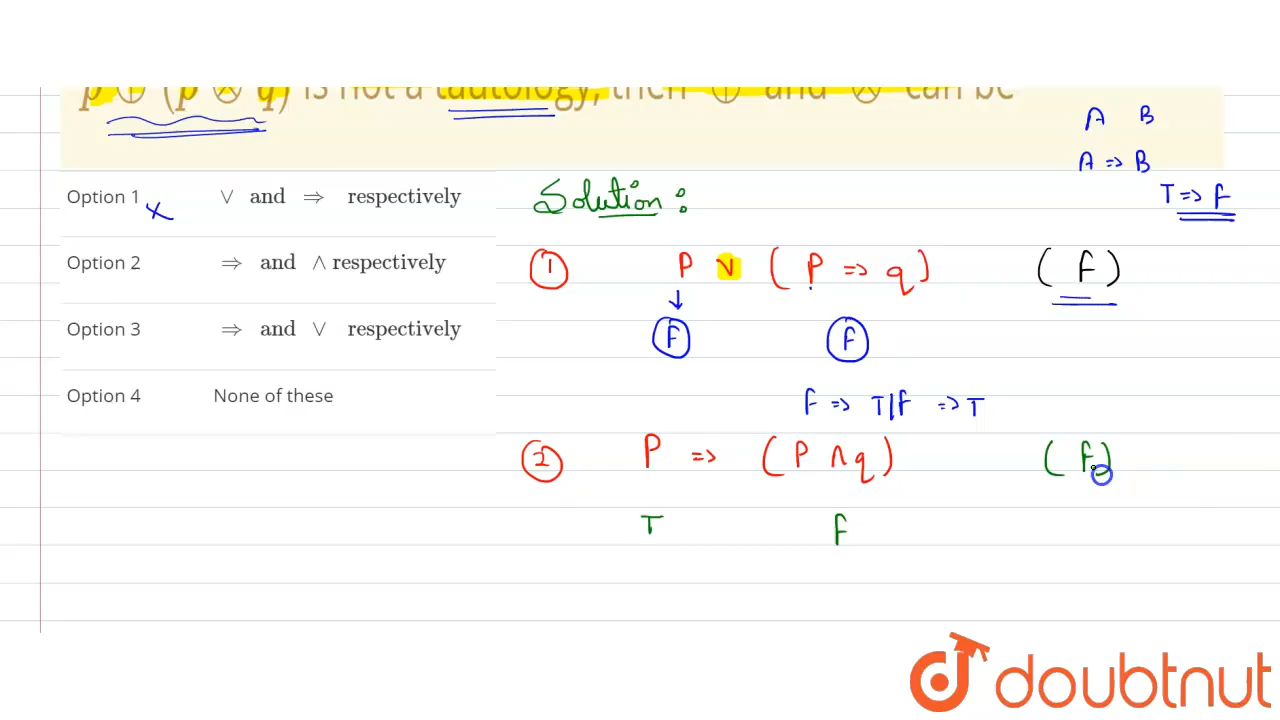 p ⊕ (p ⊗ q) is not a tautology, then ⊕ and ⊗ can be
A B
A => B
T => F
Option 1 x ∨ and ⇒ respectively
Option 2 ⇒ and ∧ respectively
Option 3 ⇒ and ∨ respectively
Option 4 None of these
Solution :
1 P V ( P => q ) ( F )
F F
F => T/F => T
2 P => ( P ∧ q ) ( F )
T F
doubtnut